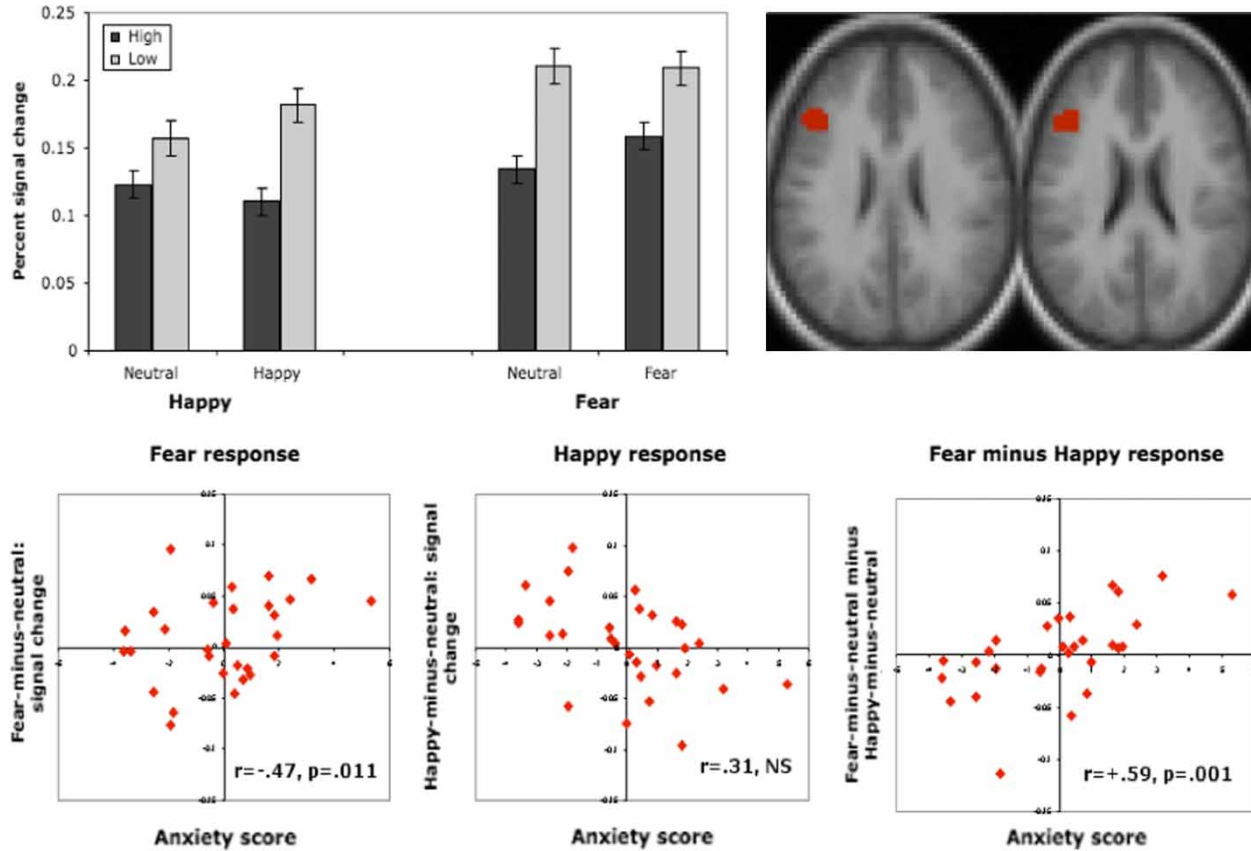 High
Low
Percent signal change
0.25
0.2
0.15
0.1
0.05
0
Neutral
Happy
Neutral
Fear
Happy
Fear
Fear response
Happy response
Fear minus Happy response
Fear-minus-neutral:
signal change
r=-.47, p=.011
Anxiety score
Happy-minus-neutral: signal
change
r=.31, NS
Anxiety score
Fear-minus-neutral minus
Happy-minus-neutral
r=+.59, p=.001
Anxiety score